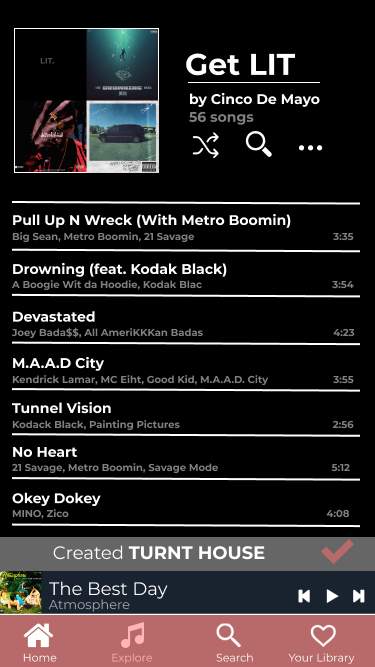 LIT.
DROWNING
Get LIT
by Cinco De Mayo
56 songs
Pull Up N Wreck (With Metro Boomin)
Big Sean, Metro Boomin, 21 Savage 3:35
Drowning (feat. Kodak Black)
A Boogie Wit da Hoodie, Kodak Blac 3:54
Devastated
Joey Bada$$, All AmeriKKKan Badas 4:23
M.A.A.D City
Kendrick Lamar, MC Eiht, Good Kid, M.A.A.D. City 3:55
Tunnel Vision
Kodack Black, Painting Pictures 2:56
No Heart
21 Savage, Metro Boomin, Savage Mode 5:12
Okey Dokey
MINO, Zico 4:08
Created TURNT HOUSE
The Best Day
Atmosphere
Home Explore Search Your Library